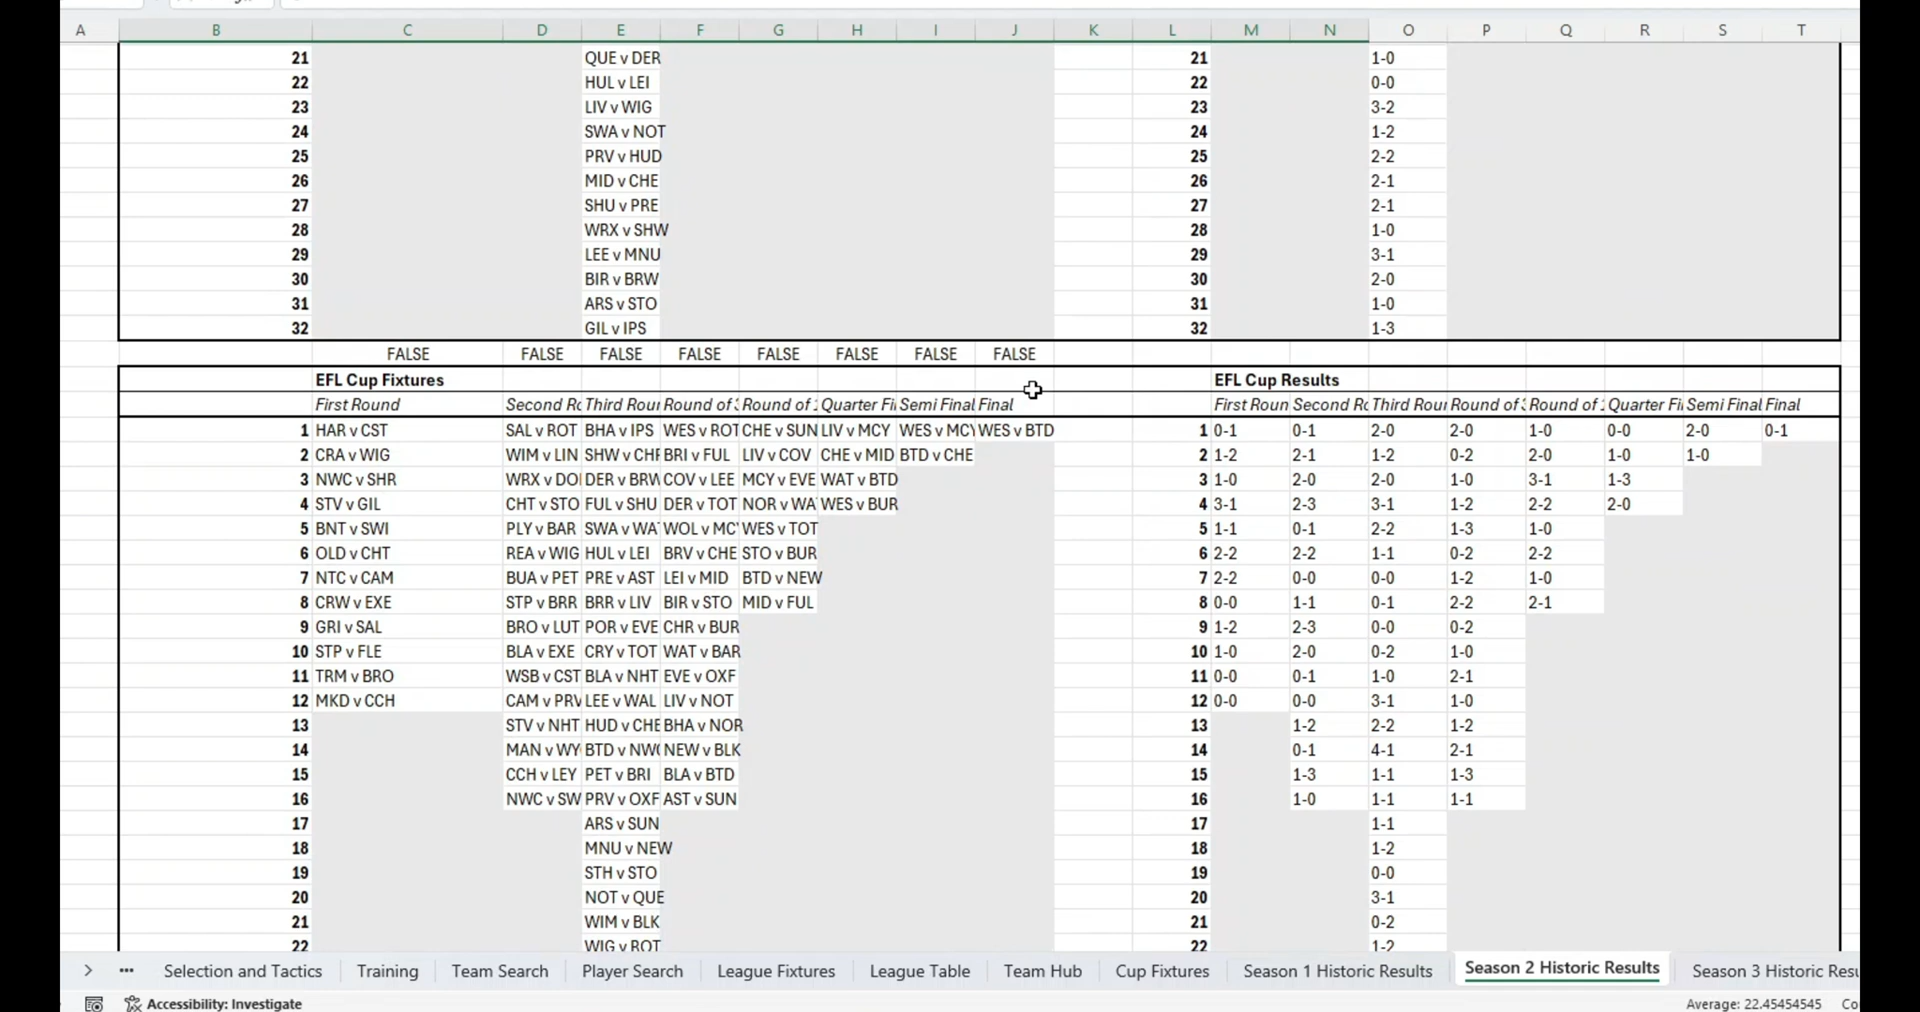 A B C D E F G H I J K L M N O P Q R S T
21 QUE v DER 21 1-0
22 HUL v LEI 22 0-0
23 LIV v WIG 23 3-2
24 SWA v NOT 24 1-2
25 PRV v HUD 25 2-2
26 MID v CHE 26 2-1
27 SHU v PRE 27 2-1
28 WRX v SHW 28 1-0
29 LEE v MNU 29 3-1
30 BIR v BRW 30 2-0
31 ARS v STO 31 1-0
32 GIL v IPS 32 1-3
FALSE FALSE FALSE FALSE FALSE FALSE FALSE FALSE
EFL Cup Fixtures EFL Cup Results
First Round Second Ro Third Roun Round of Round of Quarter Fi Semi Final Final First Roun Second Ro Third Roun Round of Round of Quarter Fi Semi Final Final
1 HAR v CST SAL v ROT BHA v IPS WES v ROT CHE v SUN LIV v MCY WES v MCY WES v BTD 1 0-1 0-1 2-0 2-0 1-0 0-0 2-0 0-1
2 CRA v WIG WIM v LIN SHW v CHR BRI v FUL LIV v COV CHE v MID BTD v CHE 2 1-2 2-1 1-2 0-2 2-0 1-0 1-0
3 NWC v SHR WRX v DO DER v BRW COV v LEE MCY v EVE WAT v BTD 3 1-0 2-0 2-0 1-0 3-1 1-3
4 STV v GIL CHT v STO FUL v SHU DER v TOT NOR v WA WES v BUR 4 3-1 2-3 3-1 1-2 2-2 2-0
5 BNT v SWI PLY v BAR SWA v WA WOL v MC WES v TOT 5 1-1 0-1 2-2 1-3 1-0
6 OLD v CHT REA v WIG HUL v LEI BRV v CHE STO v BUR 6 2-2 2-2 1-1 0-2 2-2
7 NTC v CAM BUA v PET PRE v AST LEI v MID BTD v NEW 7 2-2 0-0 0-0 1-2 1-0
8 CRW v EXE STP v BRR BRR v LIV BIR v STO MID v FUL 8 0-0 1-1 0-1 2-2 2-1
9 GRI v SAL BRO v LUT POR v EVE CHR v BUR 9 1-2 2-3 0-0 0-2
10 STP v FLE BLA v EXE CRY v TOT WAT v BAR 10 1-0 2-0 0-2 1-0
11 TRM v BRO WSB v CST BLA v NHT EVE v OXF 11 0-0 0-1 1-0 2-1
12 MKD v CCH CAM v PRV LEE v WAL LIV v NOT 12 0-0 0-0 3-1 1-0
13 STV v NHT HUD v CHE BHA v NOR 13 1-2 2-2 1-2
14 MAN v WY BTD v NWC NEW v BLK 14 0-1 4-1 2-1
15 CCH v LEY PET v BRI BLA v BTD 15 1-3 1-1 1-3
16 NWC v SW PRV v OXF AST v SUN 16 1-0 1-1 1-1
17 ARS v SUN 17 1-1
18 MNU v NEW 18 1-2
19 STH v STO 19 0-0
20 NOT v QUE 20 3-1
21 WIM v BLK 21 0-2
22 WIG v ROT 22 1-2
Selection and Tactics Training Team Search Player Search League Fixtures League Table Team Hub Cup Fixtures Season 1 Historic Results Season 2 Historic Results Season 3 Historic Resu
Accessibility: Investigate Average: 22.45454545 Co